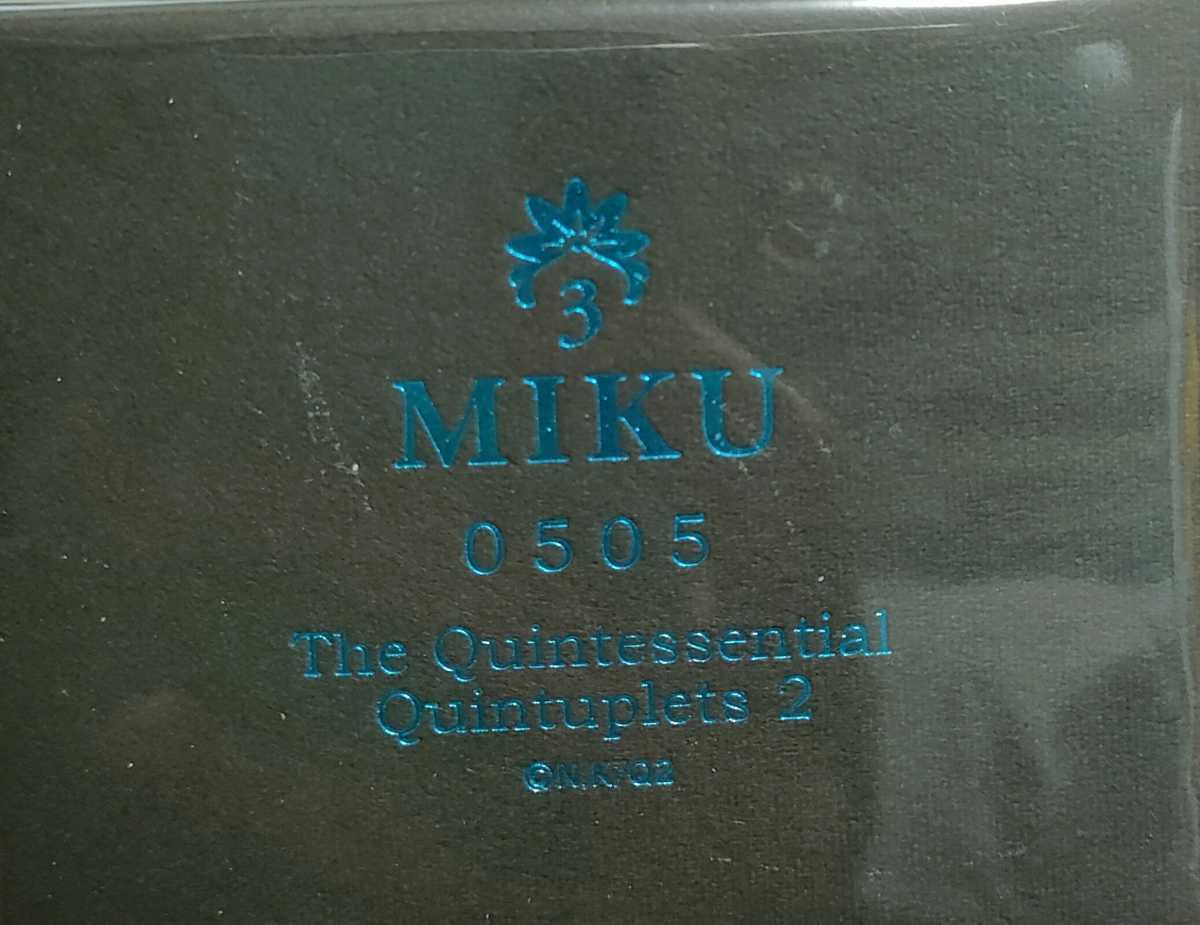 3
MIKU
0505
The Quintessential
Quintuplets 2
©N.K/Q2